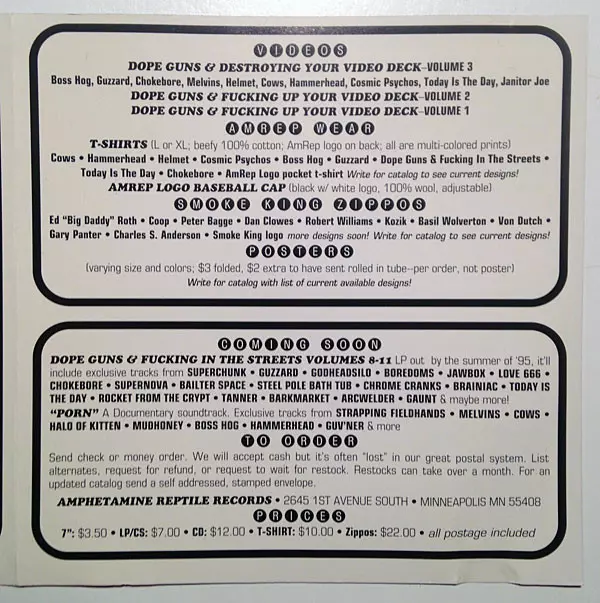 VIDEOS
DOPE GUNS & DESTROYING YOUR VIDEO DECK--VOLUME 3
Boss Hog, Guzzard, Chokebore, Melvins, Helmet, Cows, Hammerhead, Cosmic Psychos, Today Is The Day, Janitor Joe
DOPE GUNS & FUCKING UP YOUR VIDEO DECK--VOLUME 2
DOPE GUNS & FUCKING UP YOUR VIDEO DECK--VOLUME 1
AMREP WEAR
T-SHIRTS (L or XL; beefy 100% cotton; AmRep logo on back; all are multi-colored prints)
Cows • Hammerhead • Helmet • Cosmic Psychos • Boss Hog • Guzzard • Dope Guns & Fucking In The Streets •
Today Is The Day • Chokebore • AmRep Logo pocket t-shirt Write for catalog to see current designs!
AMREP LOGO BASEBALL CAP (black w/ white logo, 100% wool, adjustable)
SMOKE KING ZIPPOS
Ed "Big Daddy" Roth • Coop • Peter Bagge • Dan Clowes • Robert Williams • Kozik • Basil Wolverton • Von Dutch •
Gary Panter • Charles S. Anderson • Smoke King logo more designs soon! Write for catalog to see current designs!
POSTERS
(varying size and colors; $3 folded, $2 extra to have sent rolled in tube--per order, not poster)
Write for catalog with list of current available designs!
COMING SOON
DOPE GUNS & FUCKING IN THE STREETS VOLUMES 8-11 LP out by the summer of '95, it'll
include exclusive tracks from SUPERCHUNK • GUZZARD • GODHEADSILO • BOREDOMS • JAWBOX • LOVE 666 •
CHOKEBORE • SUPERNOVA • BAILTER SPACE • STEEL POLE BATH TUB • CHROME CRANKS • BRAINIAC • TODAY IS
THE DAY • ROCKET FROM THE CRYPT • TANNER • BARKMARKET • ARCWELDER • GAUNT & maybe more!
"PORN" A Documentary soundtrack. Exclusive tracks from STRAPPING FIELDHANDS • MELVINS • COWS •
HALO OF KITTEN • MUDHONEY • BOSS HOG • HAMMERHEAD • GUV'NER & more
TO ORDER
Send check or money order. We will accept cash but it's often "lost" in our great postal system. List
alternates, request for refund, or request to wait for restock. Restocks can take over a month. For an
updated catalog send a self addressed, stamped envelope.
AMPHETAMINE REPTILE RECORDS • 2645 1ST AVENUE SOUTH • MINNEAPOLIS MN 55408
PRICES
7": $3.50 • LP/CS: $7.00 • CD: $12.00 • T-SHIRT: $10.00 • Zippos: $22.00 • all postage included